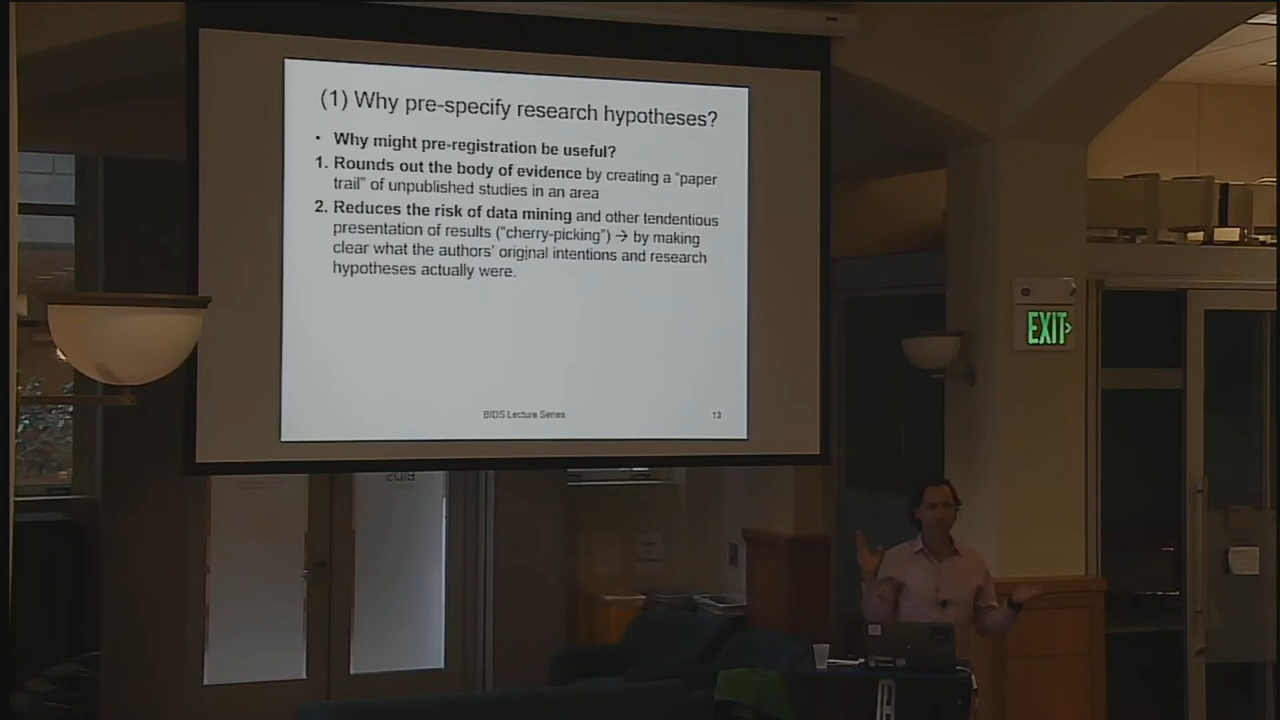 (1) Why pre-specify research hypotheses?
• Why might pre-registration be useful?
1. Rounds out the body of evidence by creating a “paper
trail” of unpublished studies in an area
2. Reduces the risk of data mining and other tendentious
presentation of results (“cherry-picking”) → by making
clear what the authors’ original intentions and research
hypotheses actually were.
BIDS Lecture Series
13
EXIT